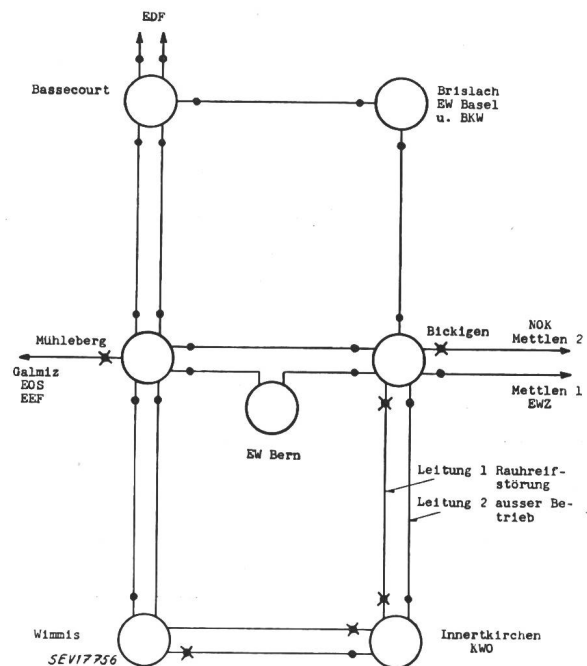 EDF
Bassecourt
Brislach
EW Basel
u. BKW
Mühleberg
Galmiz
EOS
EEF
Bickigen
NOK
Mettlen 2
Mettlen 1
EWZ
EW Bern
Leitung 1 Rauhreif-
störung
Leitung 2 ausser Be-
trieb
Wimmis
Innertkirchen
KWO
SEV17756